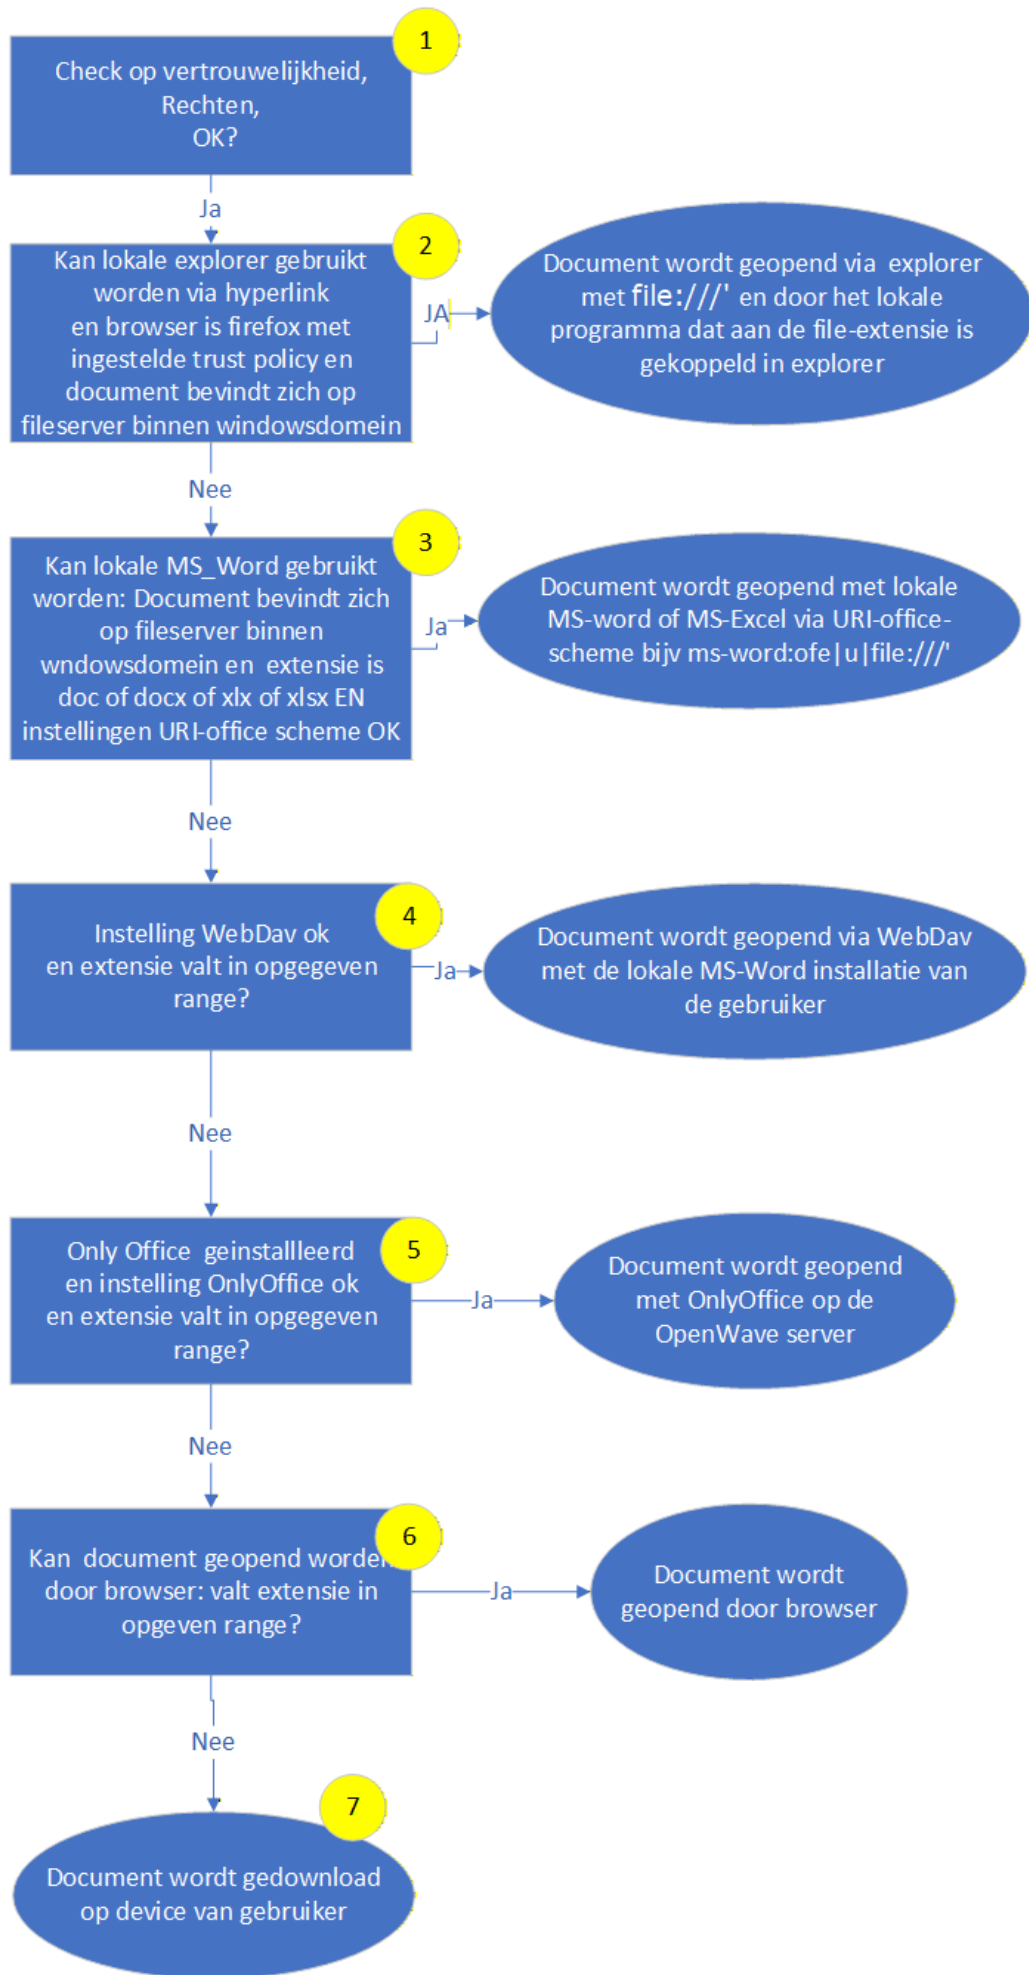 1
Check op vertrouwelijkheid,
Rechten,
OK?
Ja
2
Kan lokale explorer gebruikt
worden via hyperlink
en browser is firefox met
ingestelde trust policy en
document bevindt zich op
fileserver binnen windowsdomein
JA
Document wordt geopend via explorer
met file:///' en door het lokale
programma dat aan de file-extensie is
gekoppeld in explorer
Nee
3
Kan lokale MS_Word gebruikt
worden: Document bevindt zich
op fileserver binnen
wndowsdomein en extensie is
doc of docx of xlx of xlsx EN
instellingen URI-office scheme OK
Ja
Document wordt geopend met lokale
MS-word of MS-Excel via URI-office-
scheme bijv ms-word:ofe|u|file:///'
Nee
4
Instelling WebDav ok
en extensie valt in opgegeven
range?
Ja
Document wordt geopend via WebDav
met de lokale MS-Word installatie van
de gebruiker
Nee
5
Only Office geinstallleerd
en instelling OnlyOffice ok
en extensie valt in opgegeven
range?
Ja
Document wordt geopend
met OnlyOffice op de
OpenWave server
Nee
6
Kan document geopend worden
door browser: valt extensie in
opgeven range?
Ja
Document wordt
geopend door browser
Nee
7
Document wordt gedownload
op device van gebruiker